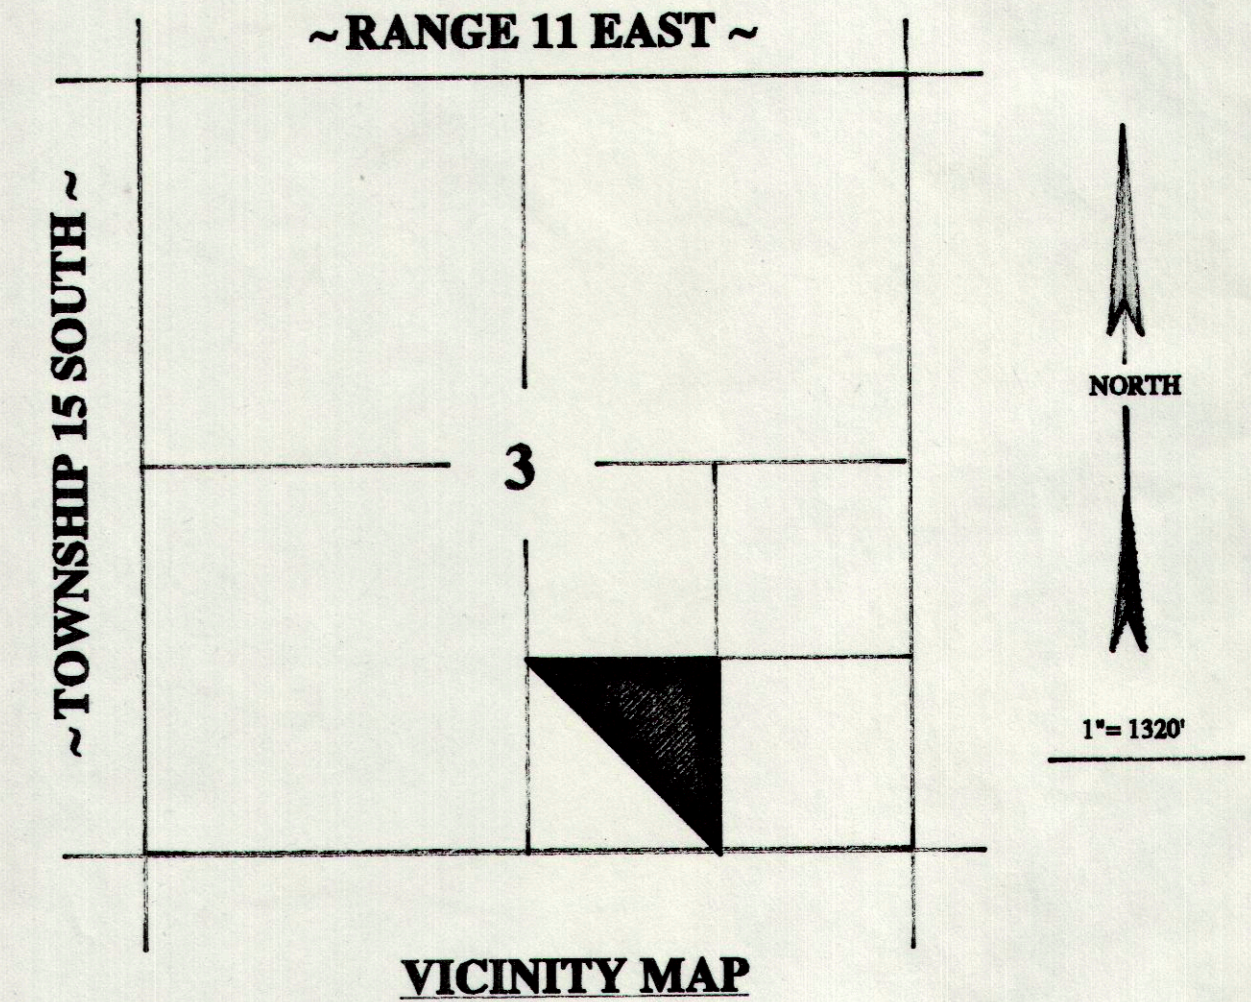 ~ RANGE 11 EAST ~
~ TOWNSHIP 15 SOUTH ~
NORTH
3
1"= 1320'
VICINITY MAP